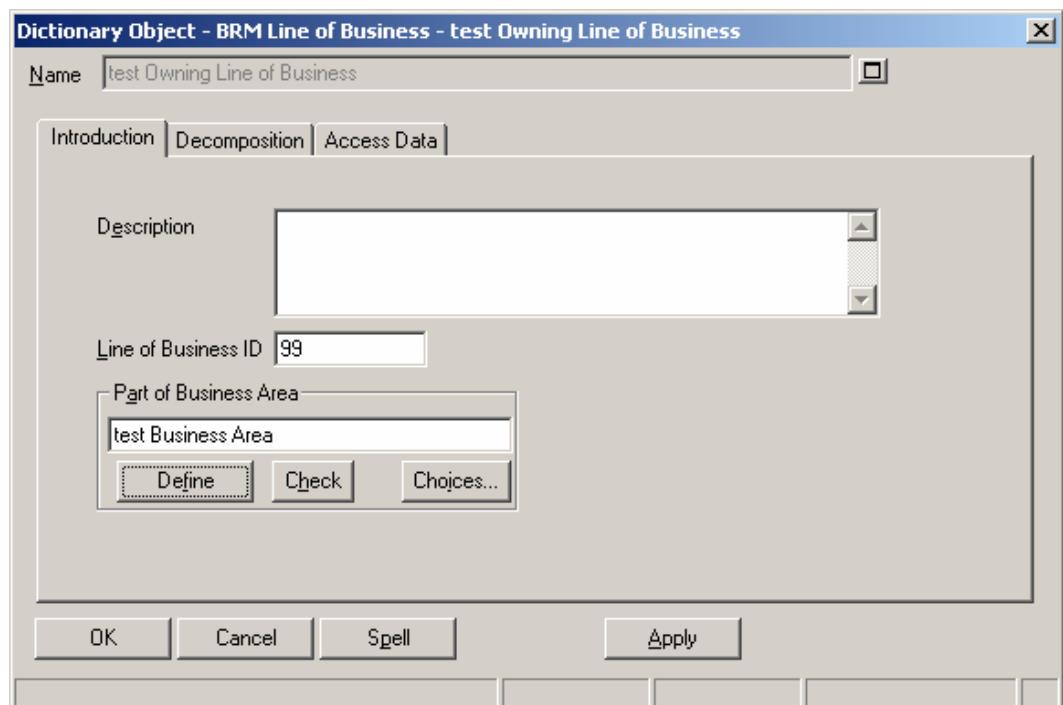 Dictionary Object - BRM Line of Business - test Owning Line of Business
Name test Owning Line of Business
Introduction Decomposition Access Data
Description
Line of Business ID 99
Part of Business Area
test Business Area
Define Check Choices...
OK Cancel Spell Apply